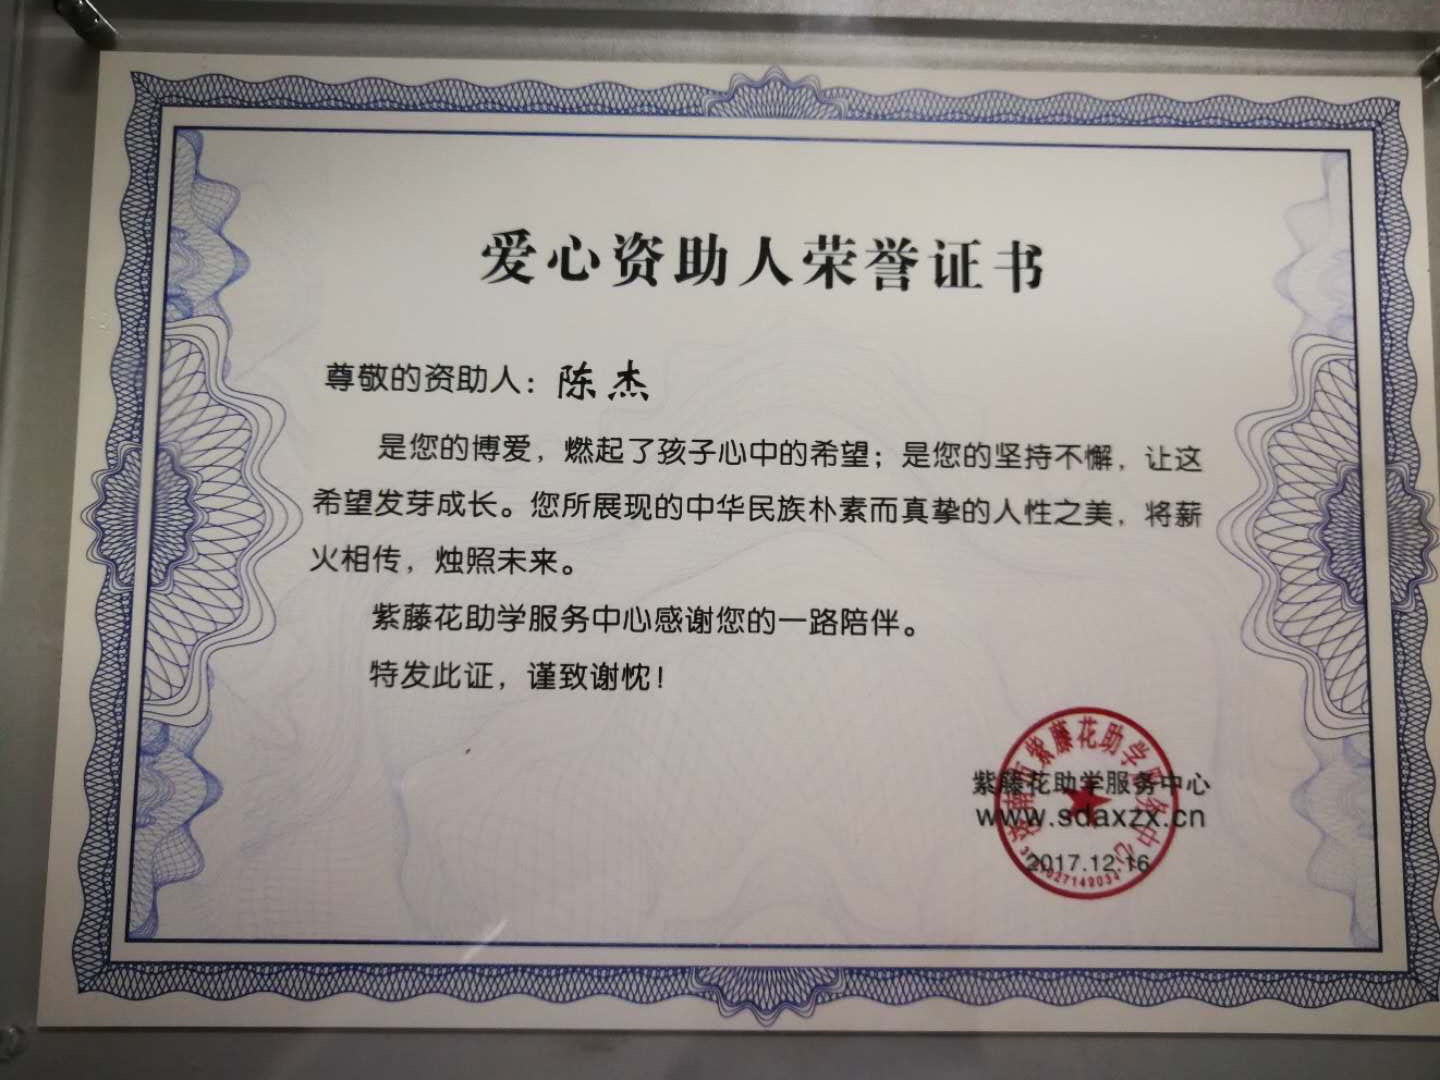 爱心资助人荣誉证书
尊敬的资助人：陈杰
是您的博爱，燃起了孩子心中的希望；是您的坚持不懈，让这
希望发芽成长。您所展现的中华民族朴素而真挚的人性之美，将薪
火相传，烛照未来。
紫藤花助学服务中心感谢您的一路陪伴。
特发此证，谨致谢忱！
紫藤花助学服务中心
www.sdaxzx.cn
2017.12.16
紫藤花助学